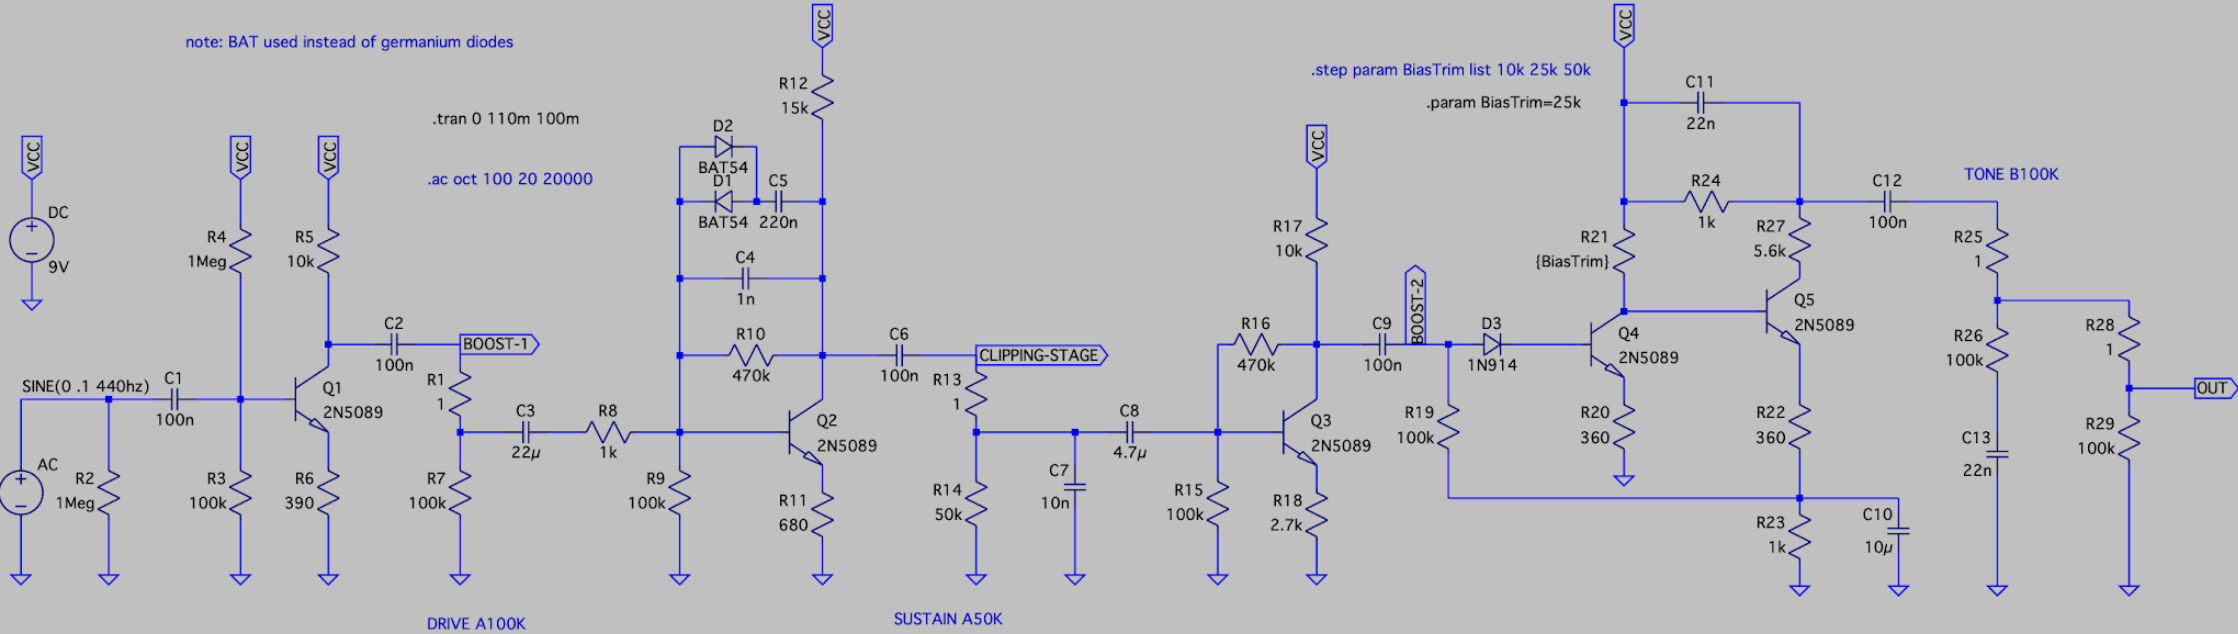 note: BAT used instead of germanium diodes
.tran 0 110m 100m
.ac oct 100 20 20000
.step param BiasTrim list 10k 25k 50k
.param BiasTrim=25k
VCC
DC
9V
SINE(0 .1 440hz)
AC
R2
1Meg
C1
100n
VCC
R4
1Meg
R3
100k
VCC
R5
10k
Q1
2N5089
R6
390
C2
100n
BOOST-1
R1
1
R7
100k
DRIVE A100K
C3
22µ
R8
1k
R9
100k
D2
BAT54
D1
BAT54
C5
220n
C4
1n
R10
470k
VCC
R12
15k
Q2
2N5089
R11
680
C6
100n
CLIPPING-STAGE
R13
1
R14
50k
SUSTAIN A50K
C7
10n
C8
4.7µ
R15
100k
R16
470k
VCC
R17
10k
Q3
2N5089
R18
2.7k
C9
100n
BOOST-2
R19
100k
D3
1N914
VCC
C11
22n
R24
1k
R21
{BiasTrim}
Q4
2N5089
R20
360
R27
5.6k
Q5
2N5089
R22
360
R23
1k
C10
10µ
C12
100n
TONE B100K
R25
1
R26
100k
C13
22n
R28
1
R29
100k
OUT